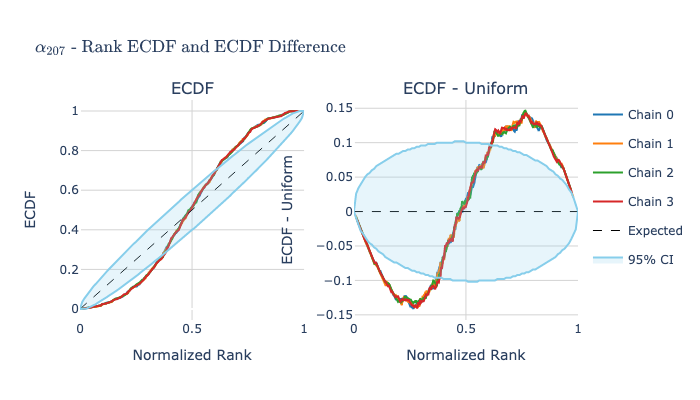 α207 - Rank ECDF and ECDF Difference
ECDF
ECDF - Uniform
ECDF
1
0.8
0.6
0.4
0.2
0
0
0.5
1
Normalized Rank
ECDF - Uniform
0.15
0.1
0.05
0
−0.05
−0.1
−0.15
0
0.5
1
Normalized Rank
Chain 0
Chain 1
Chain 2
Chain 3
Expected
95% CI